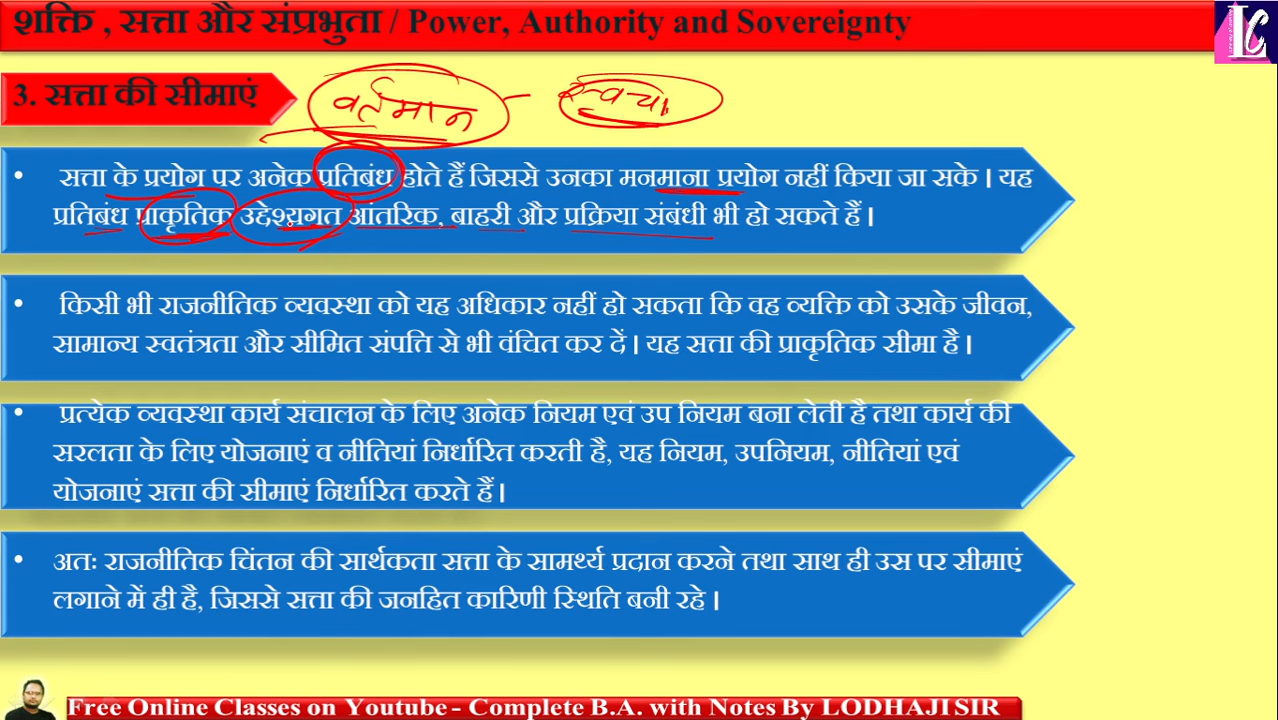 शक्ति , सत्ता और संप्रभुता / Power, Authority and Sovereignty
LC
3. सत्ता की सीमाएं
वर्तमान
• सत्ता के प्रयोग पर अनेक प्रतिबंध होते हैं जिससे उनका मनमाना प्रयोग नहीं किया जा सके। यह
प्रतिबंध प्राकृतिक उद्देश्यगत आंतरिक, बाहरी और प्रक्रिया संबंधी भी हो सकते हैं।
• किसी भी राजनीतिक व्यवस्था को यह अधिकार नहीं हो सकता कि वह व्यक्ति को उसके जीवन,
सामान्य स्वतंत्रता और सीमित संपत्ति से भी वंचित कर दें। यह सत्ता की प्राकृतिक सीमा है।
• प्रत्येक व्यवस्था कार्य संचालन के लिए अनेक नियम एवं उप नियम बना लेती है तथा कार्य की
सरलता के लिए योजनाएं व नीतियां निर्धारित करती है, यह नियम, उपनियम, नीतियां एवं
योजनाएं सत्ता की सीमाएं निर्धारित करते हैं।
• अतः राजनीतिक चिंतन की सार्थकता सत्ता के सामर्थ्य प्रदान करने तथा साथ ही उस पर सीमाएं
लगाने में ही है, जिससे सत्ता की जनहित कारिणी स्थिति बनी रहे।
Free Online Classes on Youtube - Complete B.A. with Notes By LODHAJI SIR